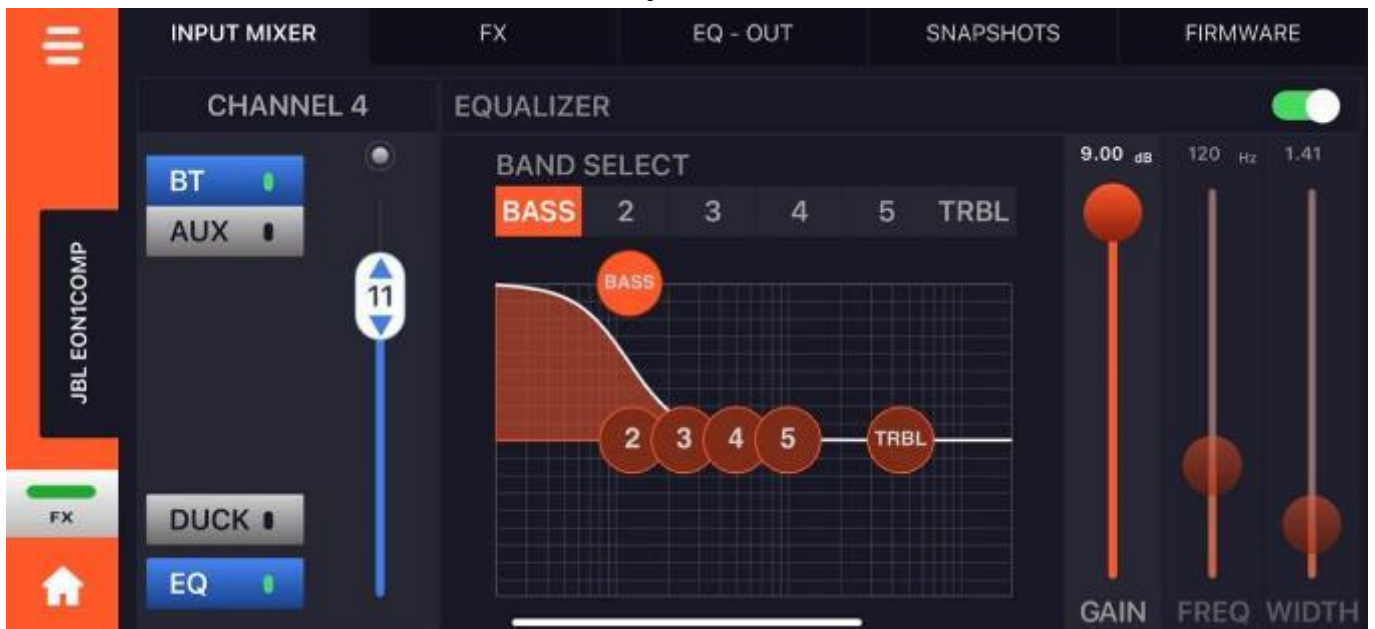 INPUT MIXER FX EQ - OUT SNAPSHOTS FIRMWARE
CHANNEL 4 EQUALIZER
BT
AUX
11
DUCK
EQ
JBL EON1COMP
FX
BAND SELECT
BASS 2 3 4 5 TRBL
BASS
2 3 4 5 TRBL
9.00 dB 120 Hz 1.41
GAIN FREQ WIDTH